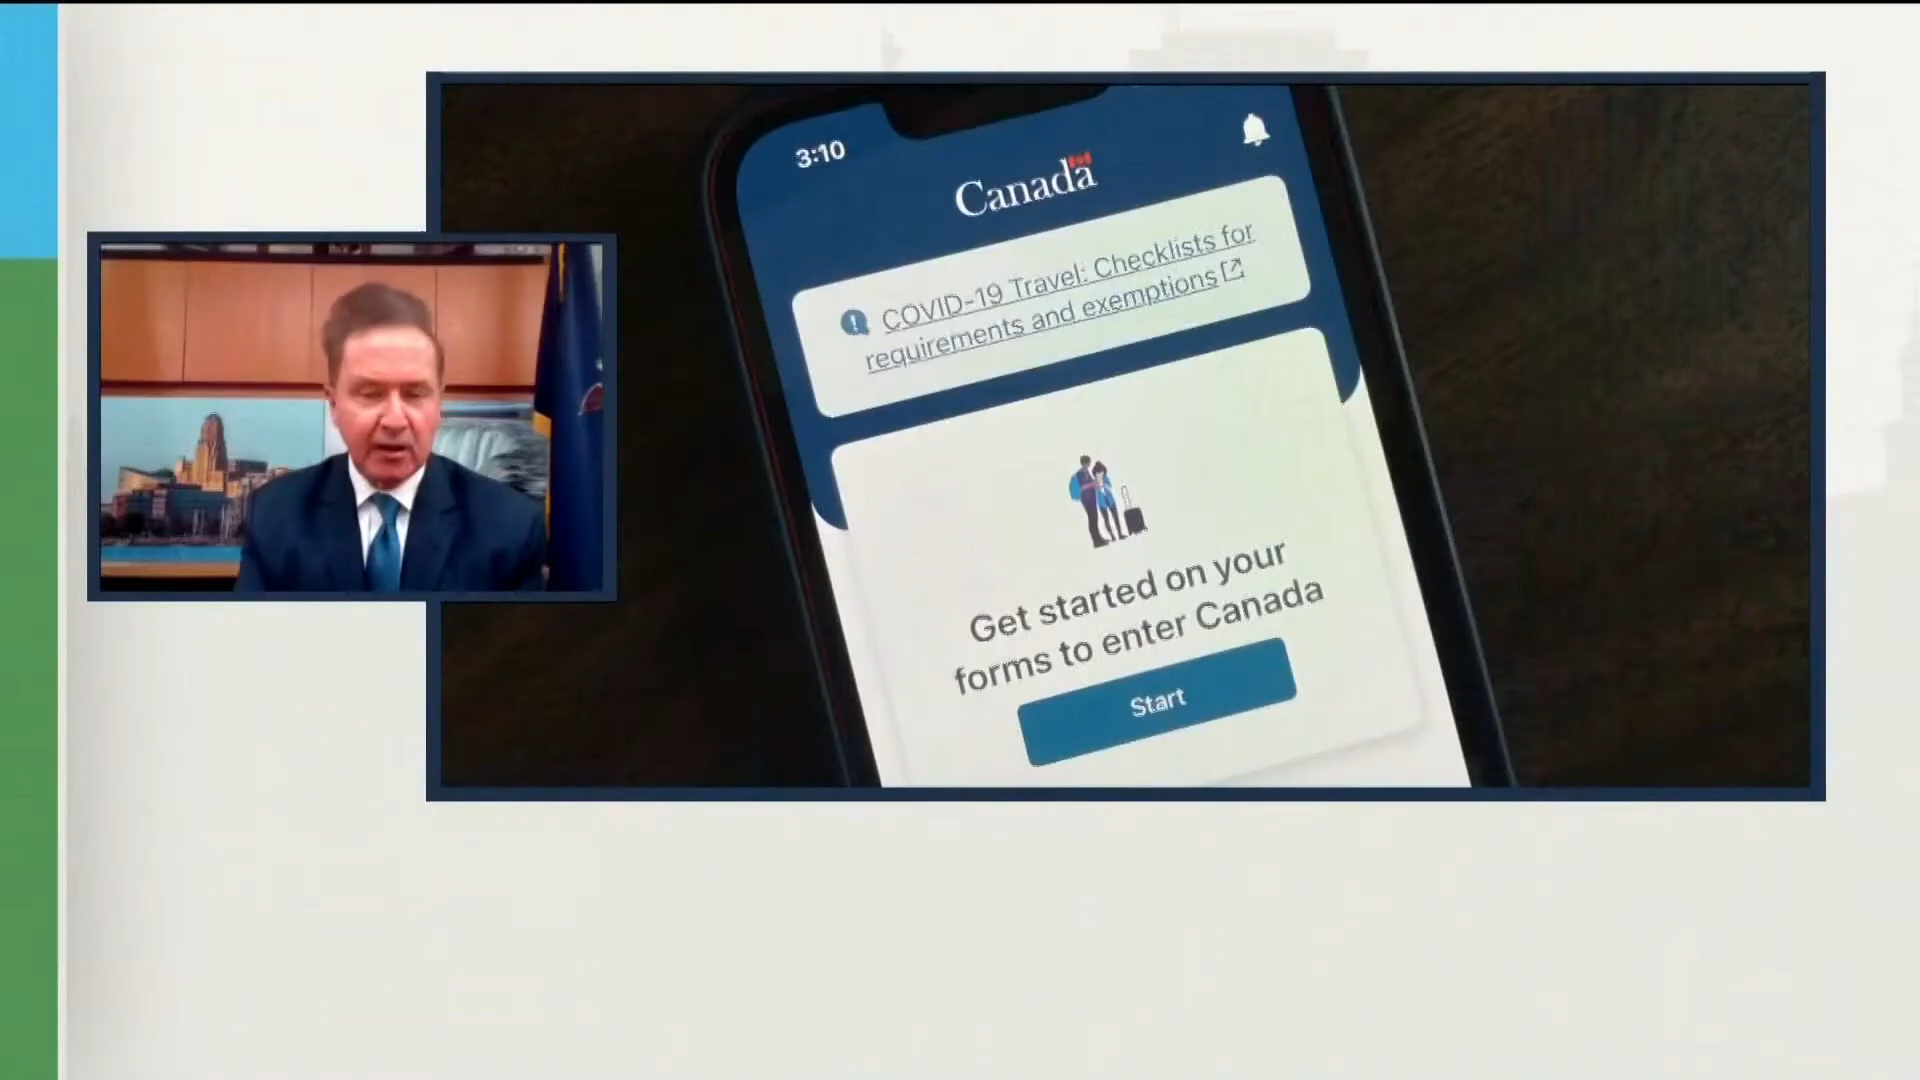 3:10
Canada
COVID-19 Travel: Checklists for
requirements and exemptions
Get started on your
forms to enter Canada
Start